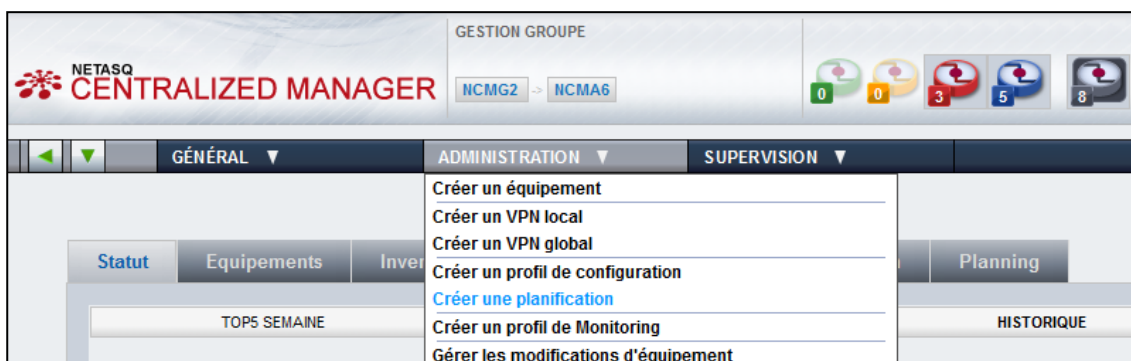 GESTION GROUPE
NETASQ
CENTRALIZED MANAGER
NCMG2 -> NCMA6
0 0 3 5 8
GÉNÉRAL ▼ ADMINISTRATION ▼ SUPERVISION ▼
Créer un équipement
Créer un VPN local
Créer un VPN global
Statut Equipements Planning
Créer un profil de configuration
Créer une planification
TOP5 SEMAINE HISTORIQUE
Créer un profil de Monitoring
Gérer les modifications d'équipement